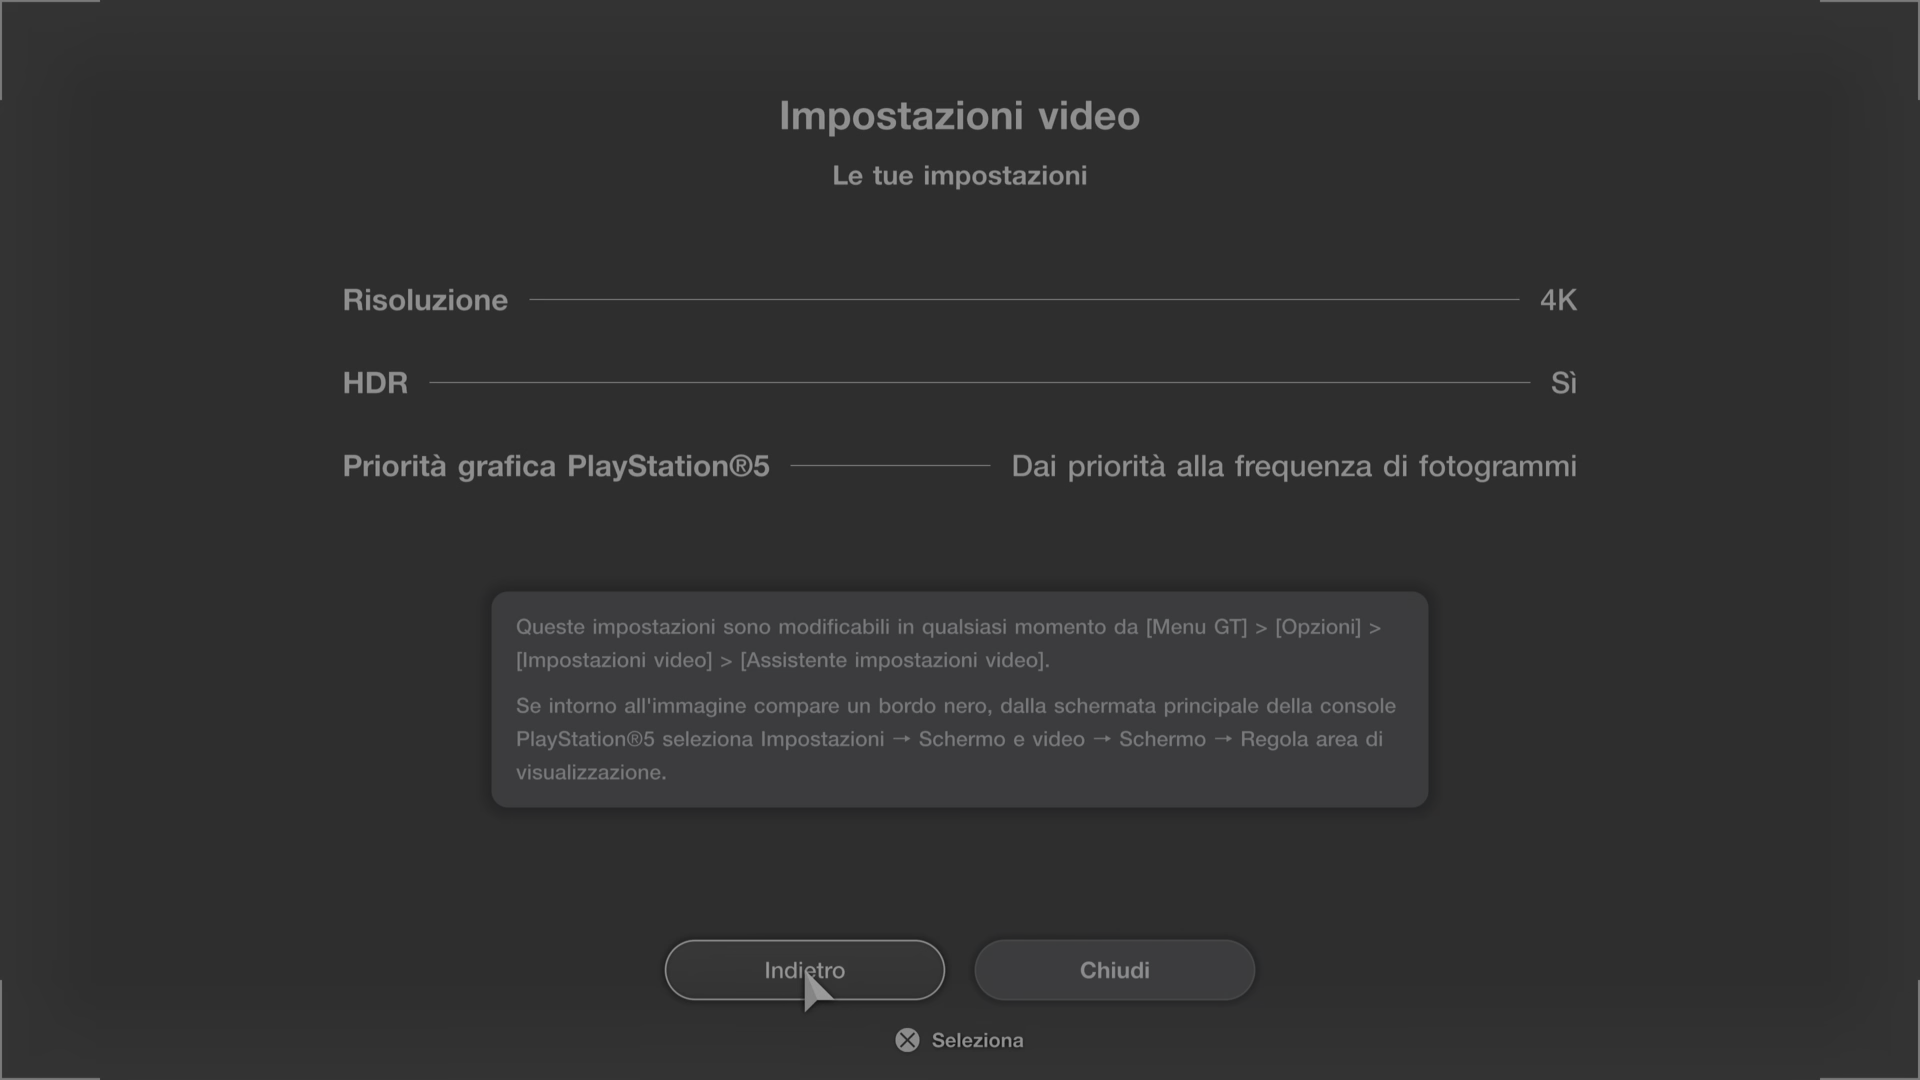 Impostazioni video
Le tue impostazioni
Risoluzione 4K
HDR Sì
Priorità grafica PlayStation®5 Dai priorità alla frequenza di fotogrammi
Queste impostazioni sono modificabili in qualsiasi momento da [Menu GT] > [Opzioni] >
[Impostazioni video] > [Assistente impostazioni video].
Se intorno all'immagine compare un bordo nero, dalla schermata principale della console
PlayStation®5 seleziona Impostazioni → Schermo e video → Schermo → Regola area di
visualizzazione.
Indietro Chiudi
Seleziona